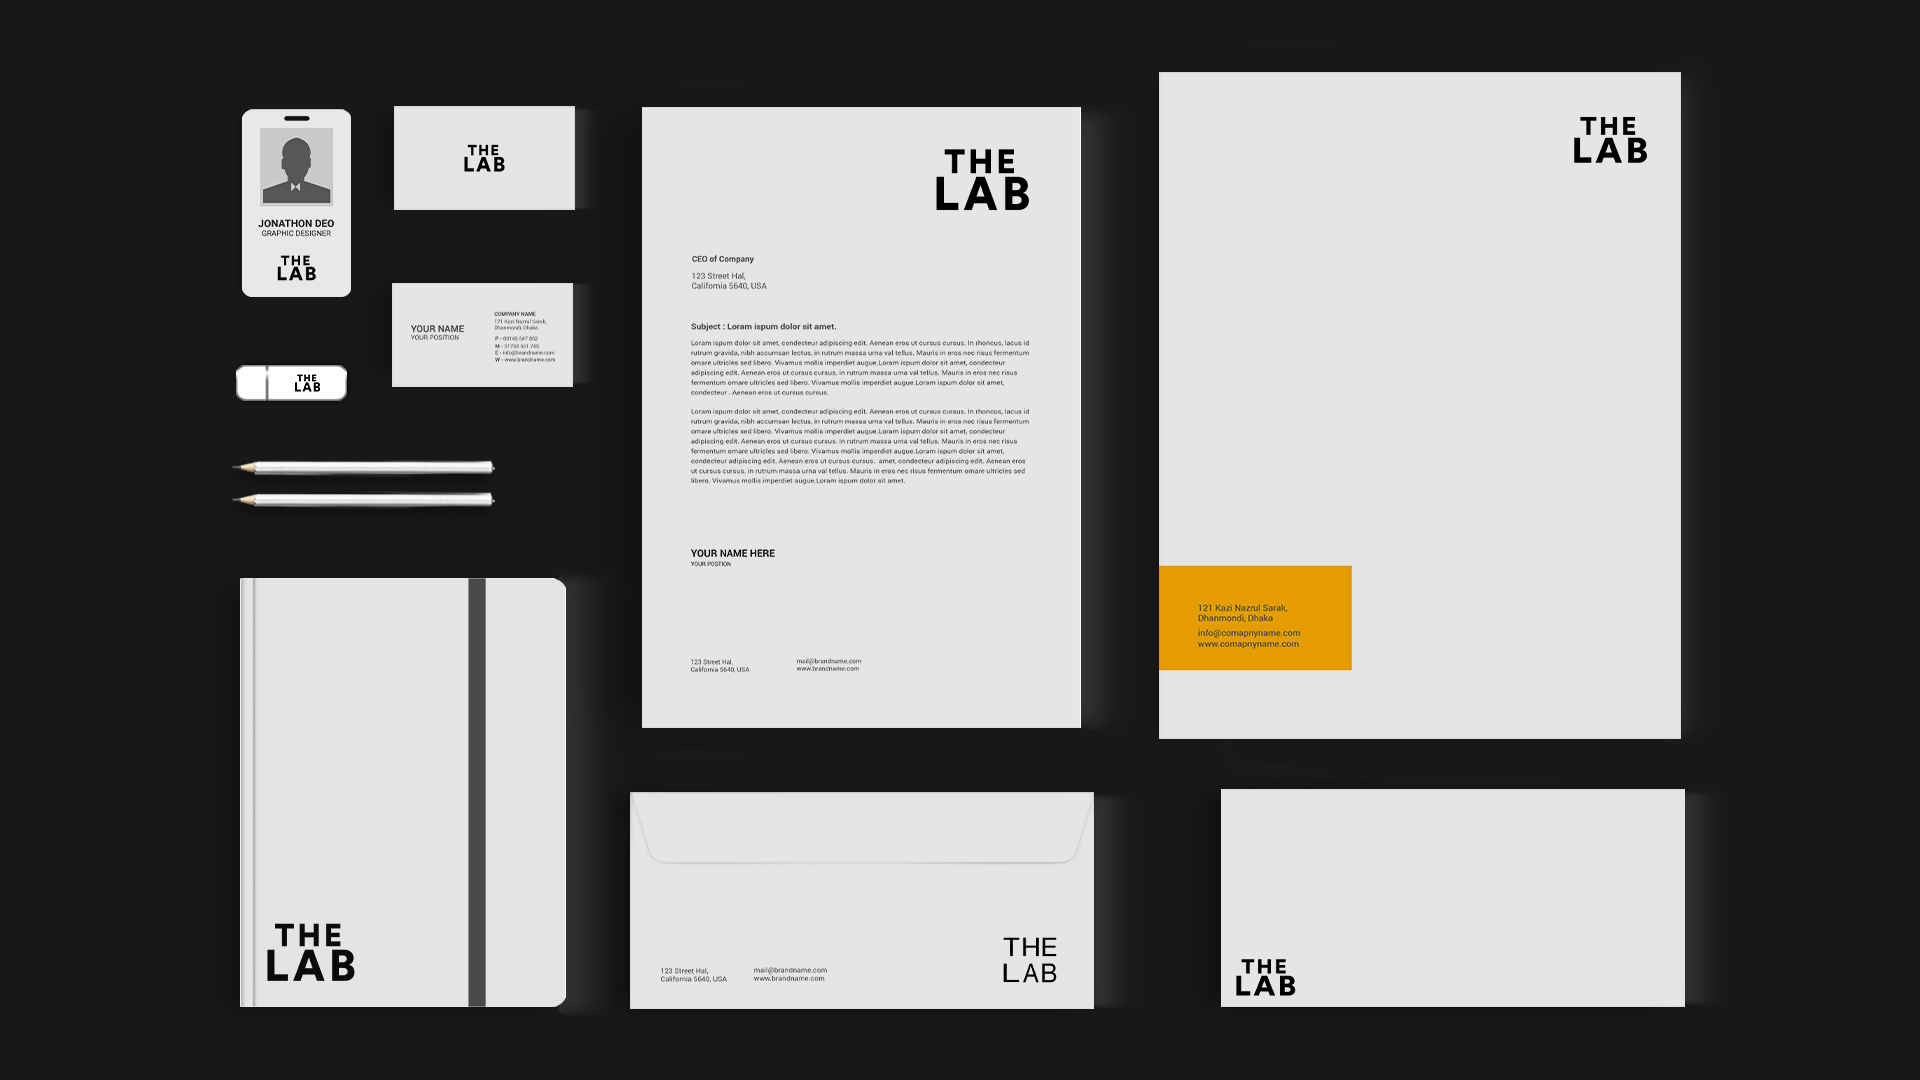 JONATHON DEO
GRAPHIC DESIGNER
THE
LAB
THE
LAB
YOUR NAME
YOUR POSITION
COMPANY NAME
121 Kazi Nazrul Sarak,
Dhanmondi, Dhaka
P - 00145 547 862
M - 01758 561 745
E - info@brandname.com
W - www.brandname.com
THE
LAB
THE
LAB
THE
LAB
CEO of Company
123 Street Hal,
California 5640, USA
Subject : Loram ispum dolor sit amet.
Loram ispum dolor sit amet, condecteur adipiscing edit. Aenean eros ut cursus cursus. In rhoncus, lacus id
rutrum gravida, nibh accumsan lectus, in rutrum massa urna val tellus. Mauris in eros nec risus fermentum
ornare ultricles sed libero. Vivamus mollis imperdiet augue.Loram ispum dolor sit amet, condecteur
adipiscing edit. Aenean eros ut cursus cursus. in rutrum massa urna val tellus. Mauris in eros nec risus
fermentum ornare ultricles sed libero. Vivamus mollis imperdiet augue.Loram ispum dolor sit amet,
condecteur . Aenean eros ut cursus cursus.
Loram ispum dolor sit amet, condecteur adipiscing edit. Aenean eros ut cursus cursus. In rhoncus, lacus id
rutrum gravida, nibh accumsan lectus, in rutrum massa urna val tellus. Mauris in eros nec risus fermentum
ornare ultricles sed libero. Vivamus mollis imperdiet augue.Loram ispum dolor sit amet, condecteur
adipiscing edit. Aenean eros ut cursus cursus. in rutrum massa urna val tellus. Mauris in eros nec risus
fermentum ornare ultricles sed libero. Vivamus mollis imperdiet augue.Loram ispum dolor sit amet,
condecteur adipiscing edit. Aenean eros ut cursus cursus. amet, condecteur adipiscing edit. Aenean eros
ut cursus cursus. in rutrum massa urna val tellus. Mauris in eros nec risus fermentum ornare ultricles sed
libero. Vivamus mollis imperdiet augue.Loram ispum dolor sit amet.
YOUR NAME HERE
YOUR POSTION
123 Street Hal,
California 5640, USA
mail@brandname.com
www.brandname.com
THE
LAB
121 Kazi Nazrul Sarak,
Dhanmondi, Dhaka
info@comapnyname.com
www.comapnyname.com
123 Street Hal,
California 5640, USA
mail@brandname.com
www.brandname.com
THE
LAB
THE
LAB